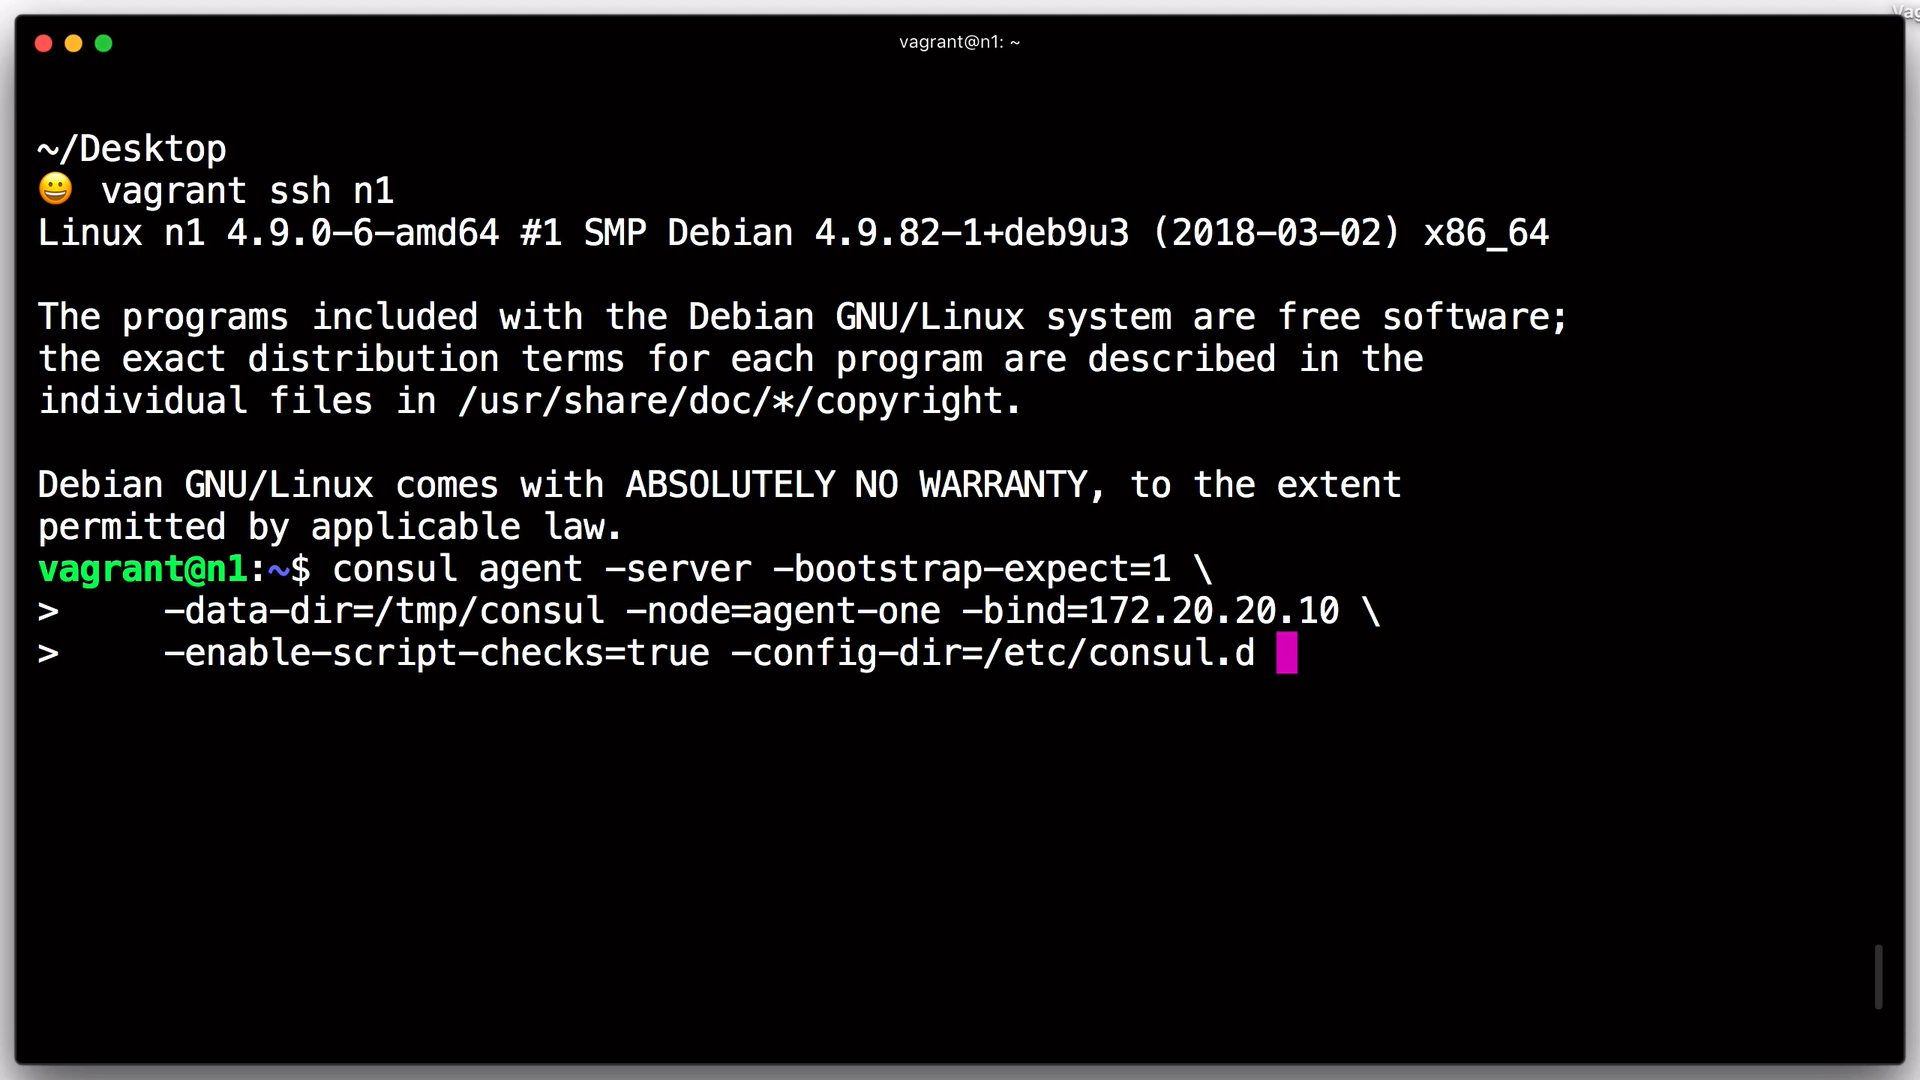 Vag
vagrant@n1: ~
~/Desktop
😀 vagrant ssh n1
Linux n1 4.9.0-6-amd64 #1 SMP Debian 4.9.82-1+deb9u3 (2018-03-02) x86_64
The programs included with the Debian GNU/Linux system are free software;
the exact distribution terms for each program are described in the
individual files in /usr/share/doc/*/copyright.
Debian GNU/Linux comes with ABSOLUTELY NO WARRANTY, to the extent
permitted by applicable law.
vagrant@n1:~$ consul agent -server -bootstrap-expect=1 \
>     -data-dir=/tmp/consul -node=agent-one -bind=172.20.20.10 \
>     -enable-script-checks=true -config-dir=/etc/consul.d